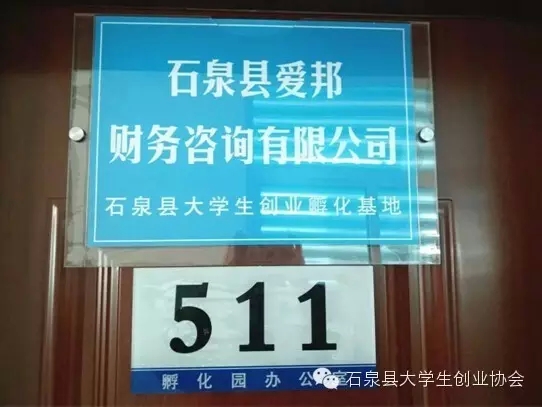 石泉县爱邦
财务咨询有限公司
石泉县大学生创业孵化基地
511
孵化园办公室
石泉县大学生创业协会